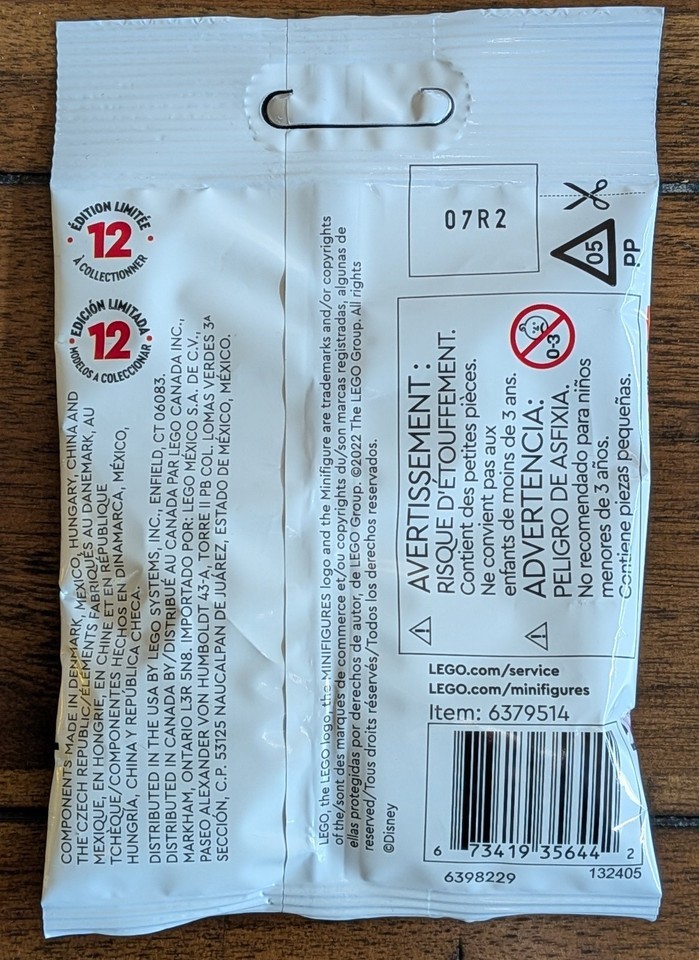 ÉDITION LIMITÉE
12
À COLLECTIONNER
EDICIÓN LIMITADA
12
MODELOS A COLECCIONAR
COMPONENTS MADE IN DENMARK, MEXICO, HUNGARY, CHINA AND
THE CZECH REPUBLIC/ÉLÉMENTS FABRIQUÉS AU DANEMARK, AU
MEXIQUE, EN HONGRIE, EN CHINE ET EN RÉPUBLIQUE
TCHÈQUE/COMPONENTES HECHOS EN DINAMARCA, MÉXICO,
HUNGRÍA, CHINA Y REPÚBLICA CHECA.
DISTRIBUTED IN THE USA BY LEGO SYSTEMS, INC., ENFIELD, CT 06083.
DISTRIBUTED IN CANADA BY/DISTRIBUÉ AU CANADA PAR LEGO CANADA INC.,
MARKHAM, ONTARIO L3R 5N8. IMPORTADO POR: LEGO MÉXICO S.A. DE C.V.,
PASEO ALEXANDER VON HUMBOLDT 43-A, TORRE II PB COL. LOMAS VERDES 3ᴬ
SECCIÓN, C.P. 53125 NAUCALPAN DE JUÁREZ, ESTADO DE MÉXICO, MÉXICO.
LEGO, the LEGO logo, the MINIFIGURES logo and the Minifigure are trademarks and/or copyrights
of the/sont des marques de commerce et/ou copyrights du/son marcas registradas, algunas de
ellas protegidas por derechos de autor, de LEGO Group. ©2022 The LEGO Group. All rights
reserved/Tous droits réservés/Todos los derechos reservados.
©Disney
07R2
05
PP
0-3
AVERTISSEMENT :
RISQUE D'ÉTOUFFEMENT.
Contient des petites pièces.
Ne convient pas aux
enfants de moins de 3 ans.
ADVERTENCIA:
PELIGRO DE ASFIXIA.
No recomendado para niños
menores de 3 años.
Contiene piezas pequeñas.
LEGO.com/service
LEGO.com/minifigures
Item: 6379514
6 73419 35644 2
6398229
132405